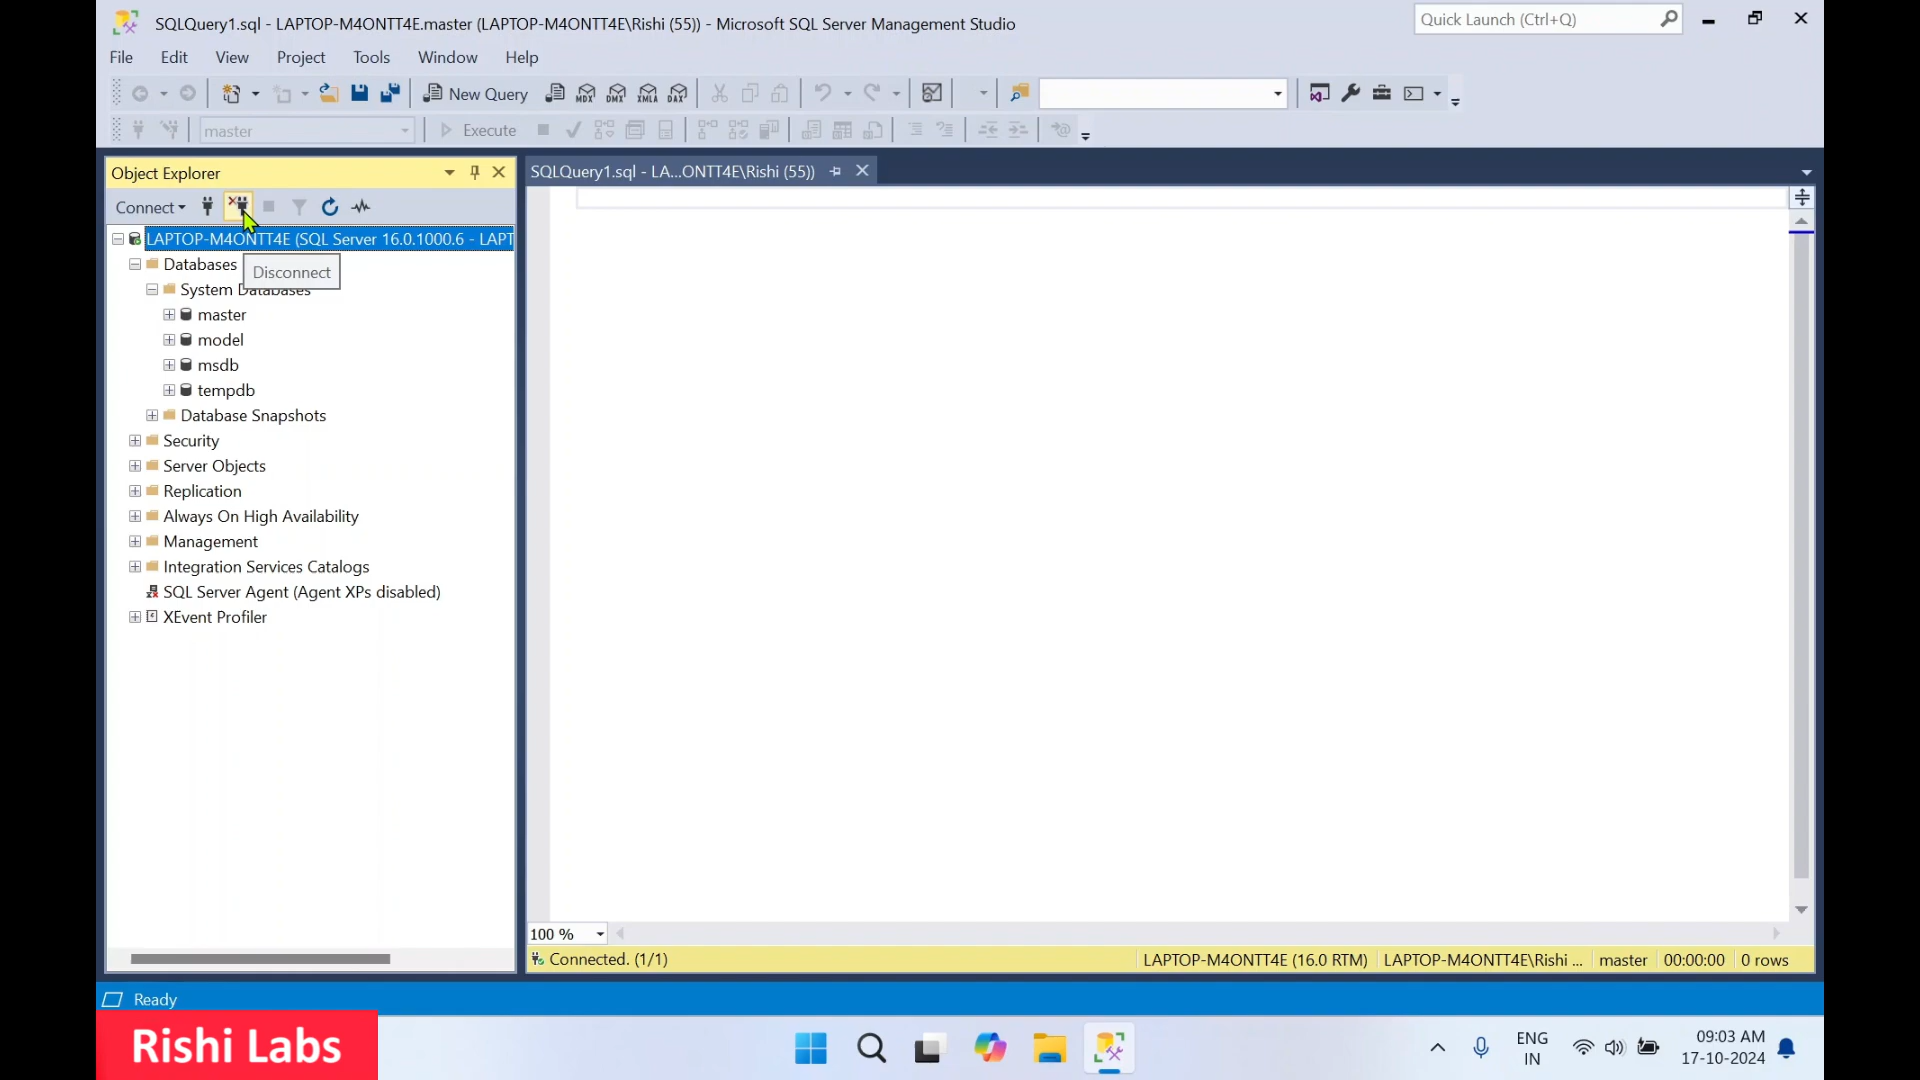 SQLQuery1.sql - LAPTOP-M4ONTT4E.master (LAPTOP-M4ONTT4E\Rishi (55)) - Microsoft SQL Server Management Studio
Quick Launch (Ctrl+Q)
File Edit View Project Tools Window Help
New Query MDX DMX XMLA DAX
master Execute
Object Explorer
SQLQuery1.sql - LA...ONTT4E\Rishi (55))
Connect
LAPTOP-M4ONTT4E (SQL Server 16.0.1000.6 - LAPT
Databases
Disconnect
System Databases
master
model
msdb
tempdb
Database Snapshots
Security
Server Objects
Replication
Always On High Availability
Management
Integration Services Catalogs
SQL Server Agent (Agent XPs disabled)
XEvent Profiler
100 %
Connected. (1/1)
LAPTOP-M4ONTT4E (16.0 RTM) LAPTOP-M4ONTT4E\Rishi ... master 00:00:00 0 rows
Ready
Rishi Labs
ENG
IN
09:03 AM
17-10-2024